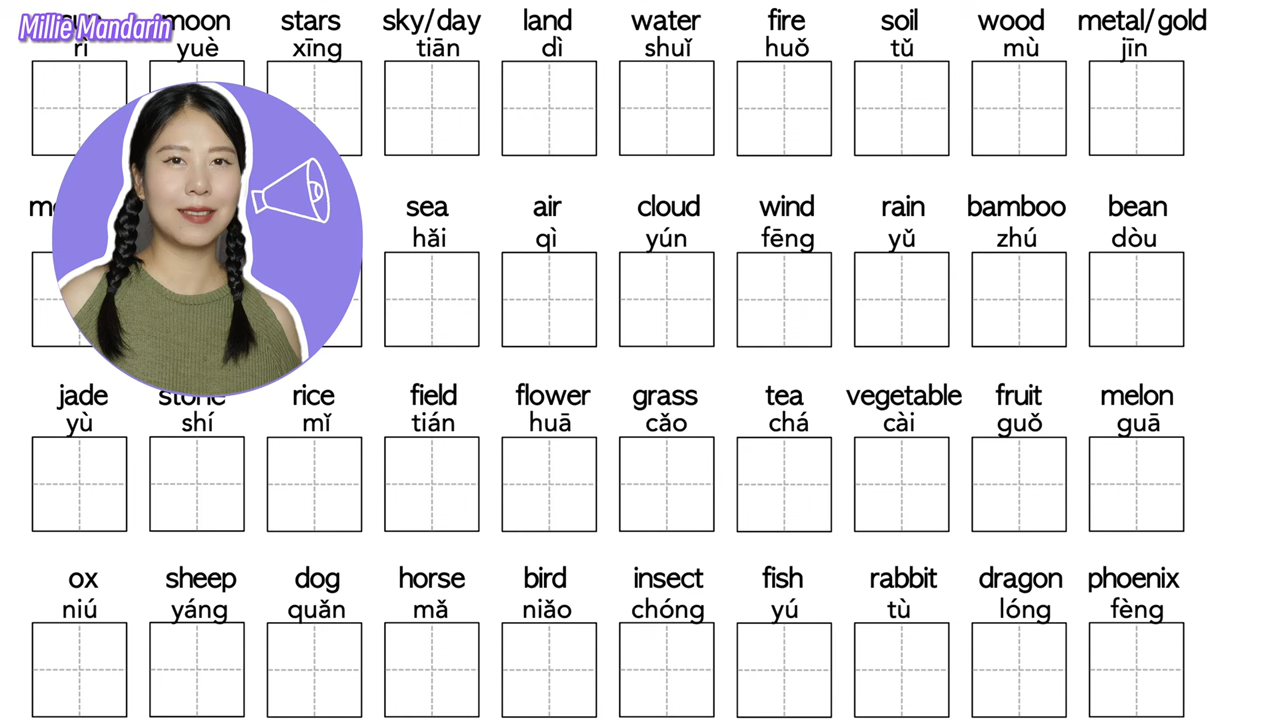 Millie Mandarin
moon stars sky/day land water fire soil wood metal/gold
rì yuè xīng tiān dì shuǐ huǒ tǔ mù jīn
sea air cloud wind rain bamboo bean
hǎi qì yún fēng yǔ zhú dòu
jade stone rice field flower grass tea vegetable fruit melon
yù shí mǐ tián huā cǎo chá cài guǒ guā
ox sheep dog horse bird insect fish rabbit dragon phoenix
niú yáng quǎn mǎ niǎo chóng yú tù lóng fèng